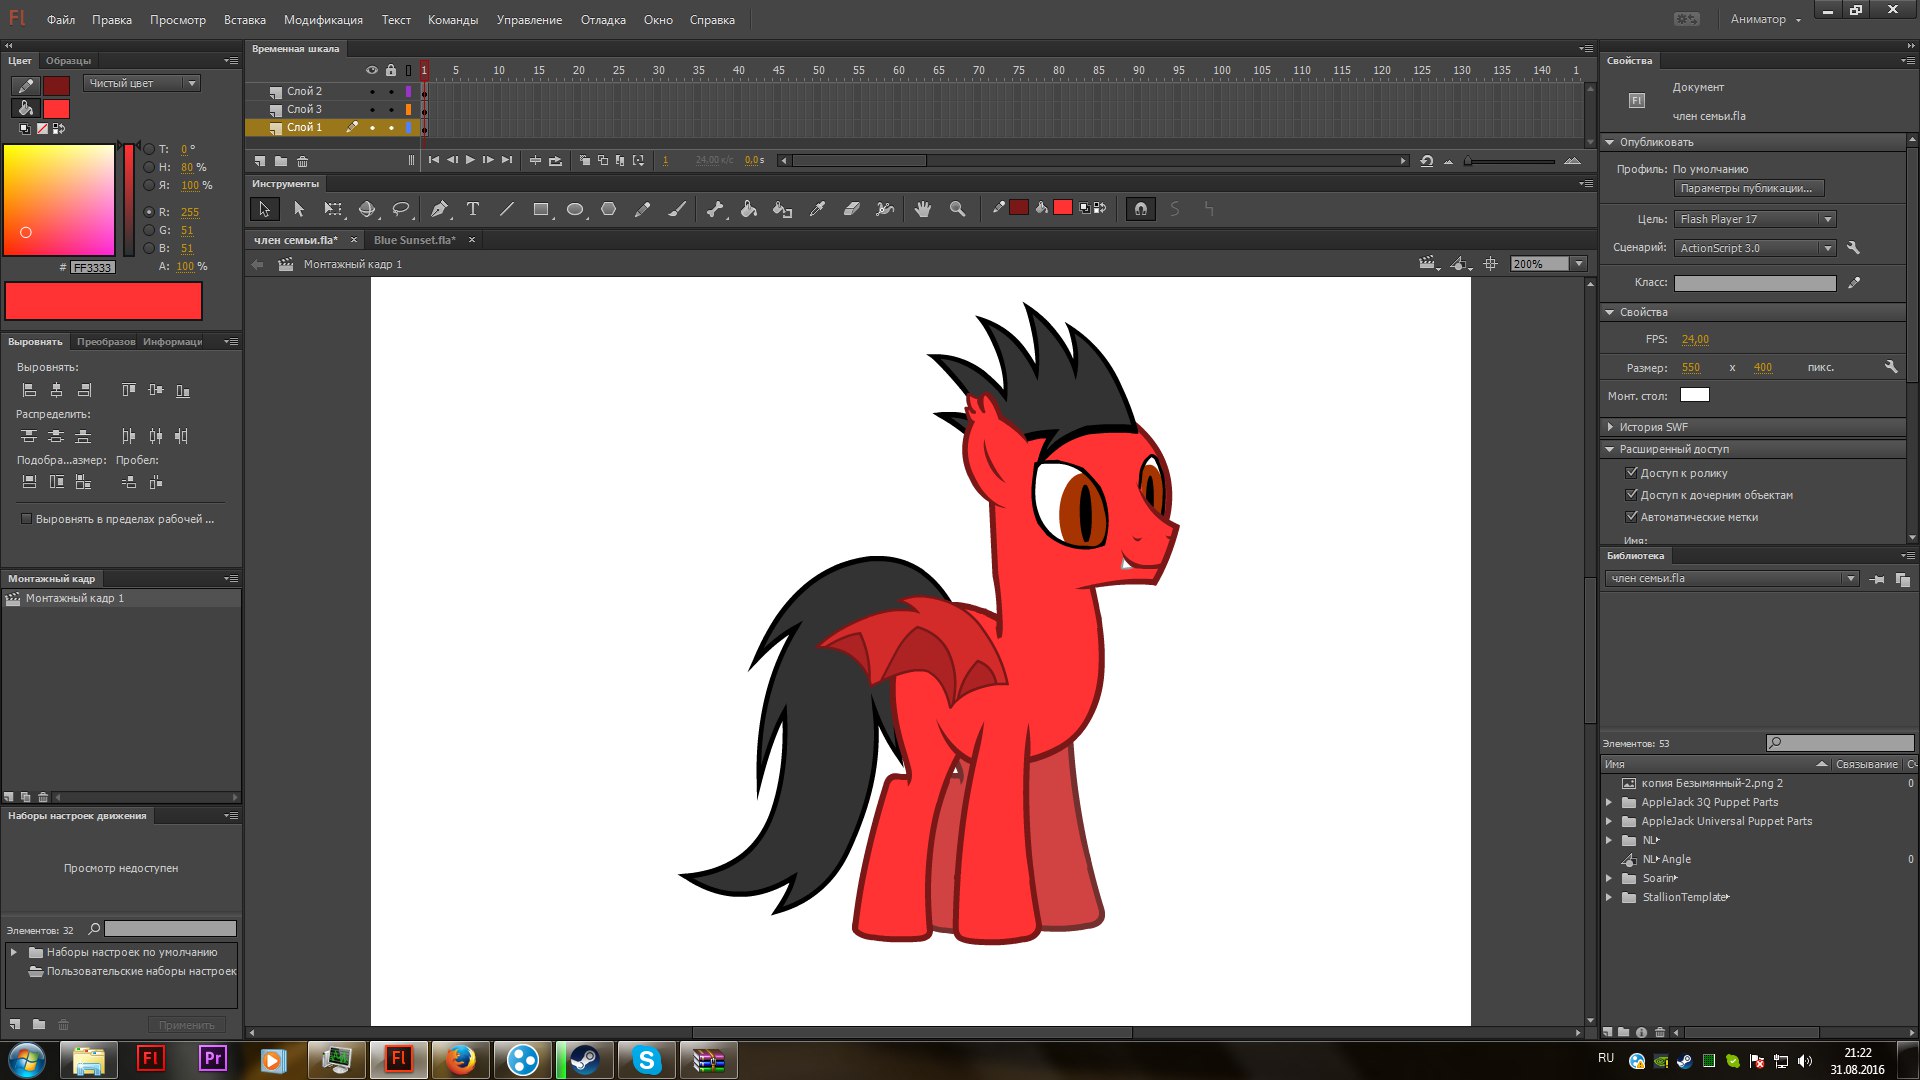 Fl Файл Правка Просмотр Вставка Модификация Текст Команды Управление Отладка Окно Справка Аниматор
Цвет Образцы
Чистый цвет
T: 0 °
H: 80 %
Я: 100 %
R: 255
G: 51
B: 51
# FF3333 A: 100 %
Выровнять Преобразов Информаци
Выровнять:
Распределить:
Подобра...азмер: Пробел:
Выровнять в пределах рабочей ...
Монтажный кадр
Монтажный кадр 1
Наборы настроек движения
Просмотр недоступен
Элементов: 32
Наборы настроек по умолчанию
Пользовательские наборы настроек
Применить
Временная шкала
1 5 10 15 20 25 30 35 40 45 50 55 60 65 70 75 80 85 90 95 100 105 110 115 120 125 130 135 140 1
Слой 2
Слой 3
Слой 1
1 24,00 к/с 0,0 s
Инструменты
член семьи.fla* × Blue Sunset.fla* ×
Монтажный кадр 1 200%
Свойства
Fl Документ
член семьи.fla
Опубликовать
Профиль: По умолчанию
Параметры публикации...
Цель: Flash Player 17
Сценарий: ActionScript 3.0
Класс:
Свойства
FPS: 24,00
Размер: 550 x 400 пикс.
Монт. стол:
История SWF
Расширенный доступ
Доступ к ролику
Доступ к дочерним объектам
Автоматические метки
Имя:
Библиотека
член семьи.fla
Элементов: 53
Имя Связывание Сч
копия Безымянный-2.png 2 0
AppleJack 3Q Puppet Parts
AppleJack Universal Puppet Parts
NL
NL Angle 0
Soarin
StallionTemplate
Fl Pr Fl
RU 21:22
31.08.2016